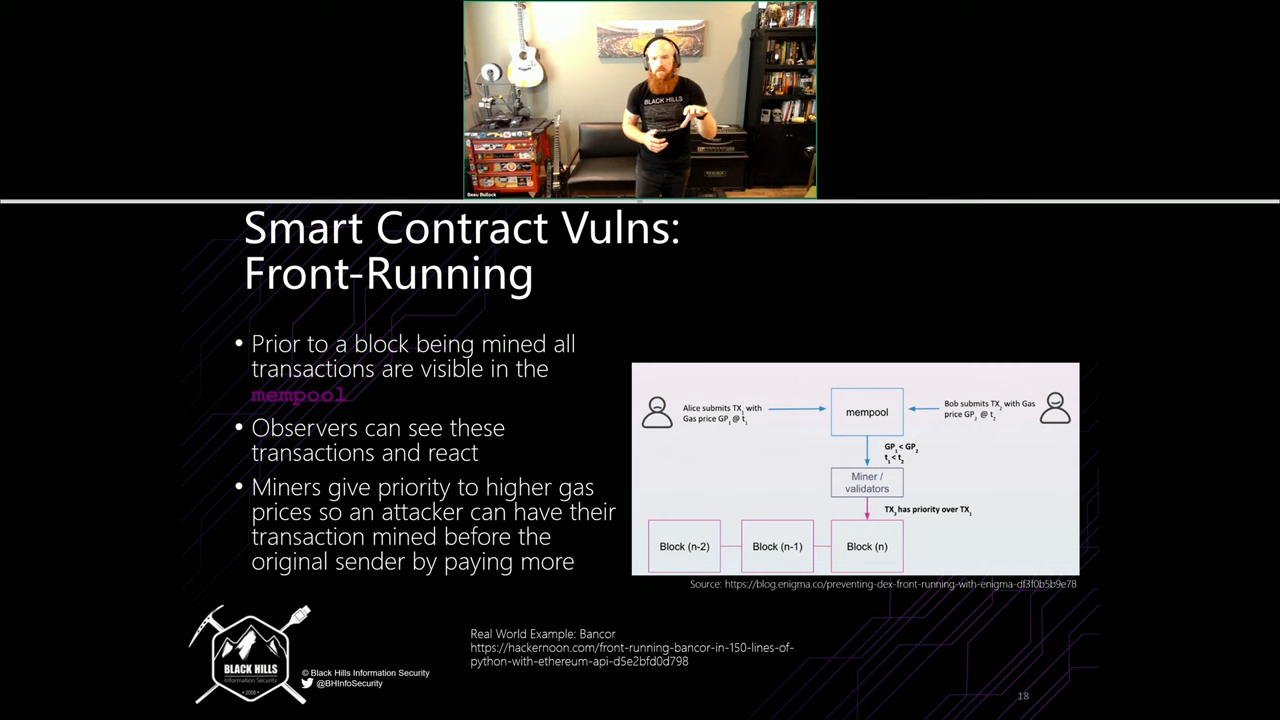 BLACK HILLS
Beau Bullock
Smart Contract Vulns:
Front-Running
• Prior to a block being mined all
transactions are visible in the
mempool
• Observers can see these
transactions and react
• Miners give priority to higher gas
prices so an attacker can have their
transaction mined before the
original sender by paying more
Alice submits TX1 with
Gas price GP1 @ t1
mempool
Bob submits TX2 with Gas
price GP2 @ t2
GP1 < GP2
t1 < t2
Miner /
validators
TX2 has priority over TX1
Block (n-2)
Block (n-1)
Block (n)
Source: https://blog.enigma.co/preventing-dex-front-running-with-enigma-df3f0b5b9e78
Real World Example: Bancor
https://hackernoon.com/front-running-bancor-in-150-lines-of-
python-with-ethereum-api-d5e2bfd0d798
BLACK HILLS
Information Security
• 2008 •
© Black Hills Information Security
@BHInfoSecurity
18